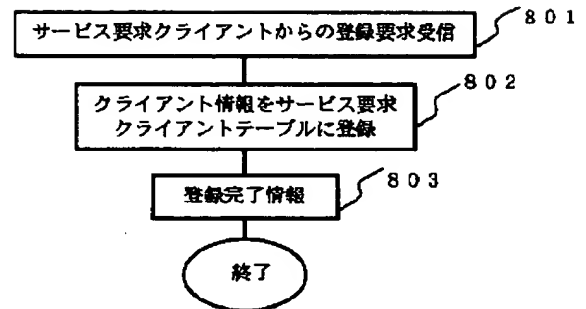 サービス要求クライアントからの登録要求受信
801
クライアント情報をサービス要求
クライアントテーブルに登録
802
登録完了情報
803
終了